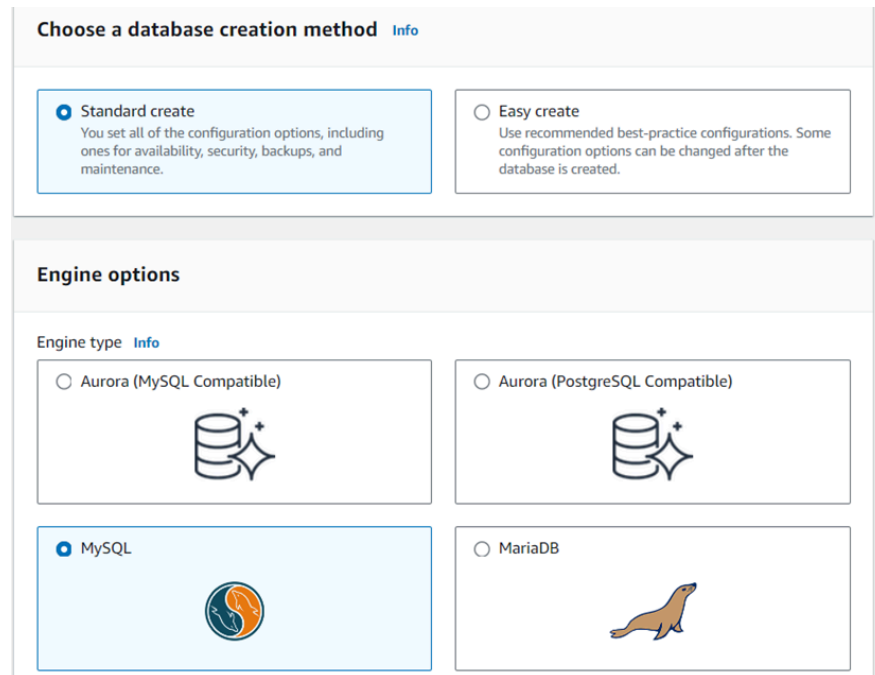 Choose a database creation method Info
Standard create
You set all of the configuration options, including
ones for availability, security, backups, and
maintenance.
Easy create
Use recommended best-practice configurations. Some
configuration options can be changed after the
database is created.
Engine options
Engine type Info
Aurora (MySQL Compatible)
Aurora (PostgreSQL Compatible)
MySQL
MariaDB